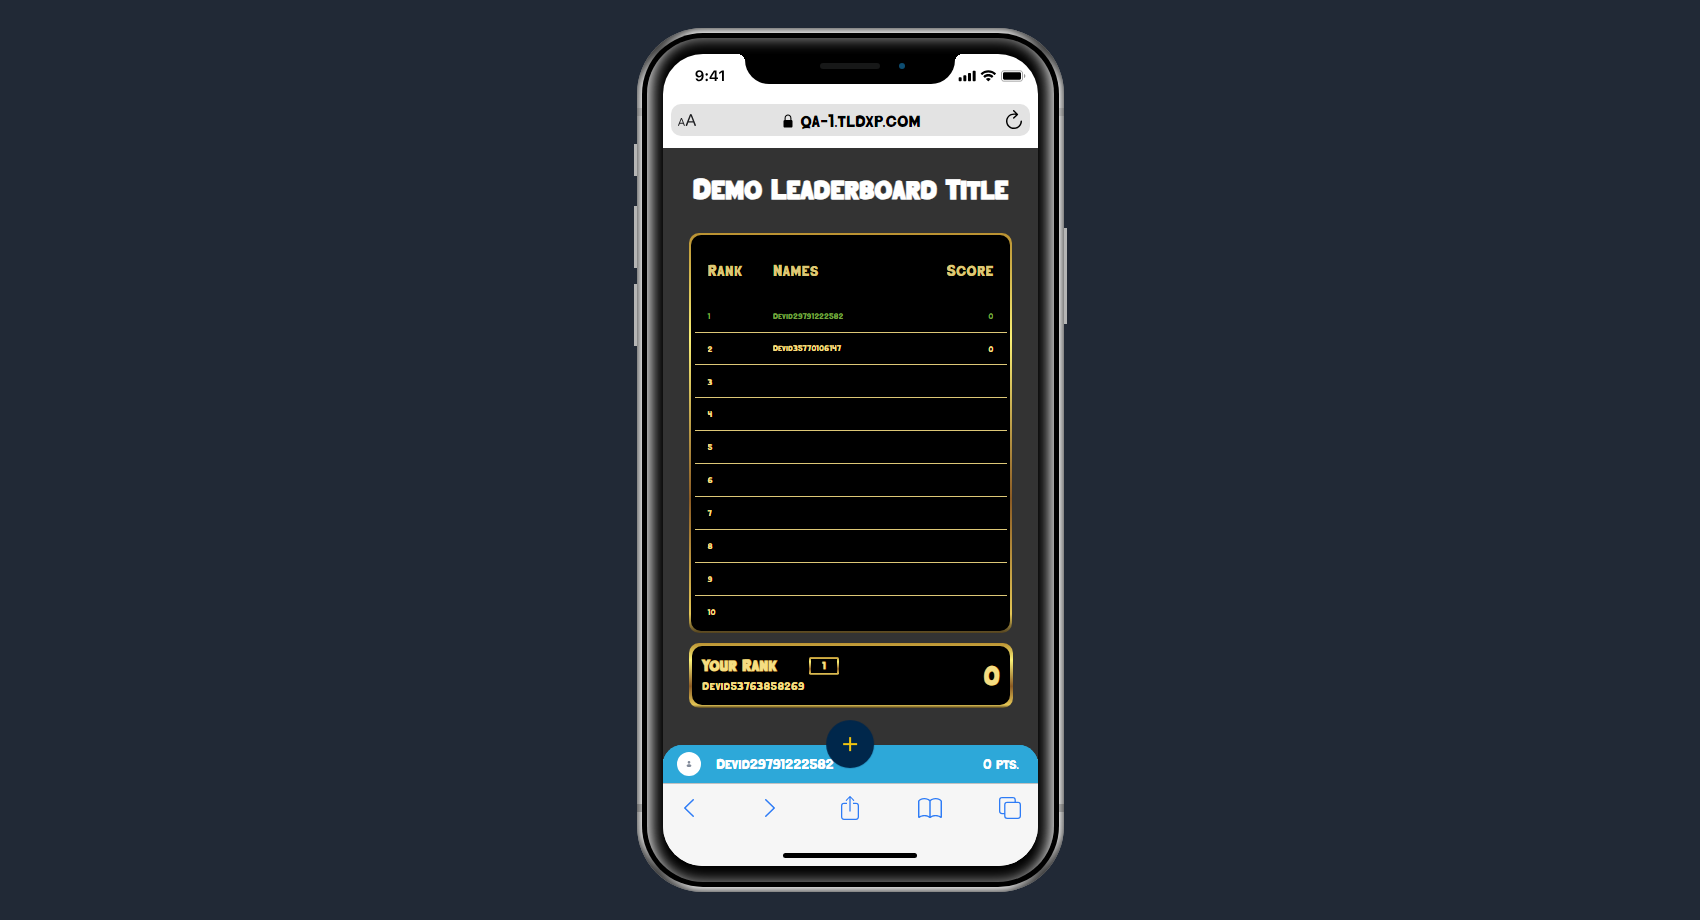 9:41
AA QA-1.TLDXP.COM
Demo Leaderboard Title
Rank Names Score
1 Devid29791222582 0
2 Devid35770106147 0
3
4
5
6
7
8
9
10
Your Rank 1
Devid53763858269 0
+
Devid29791222582 0 pts.